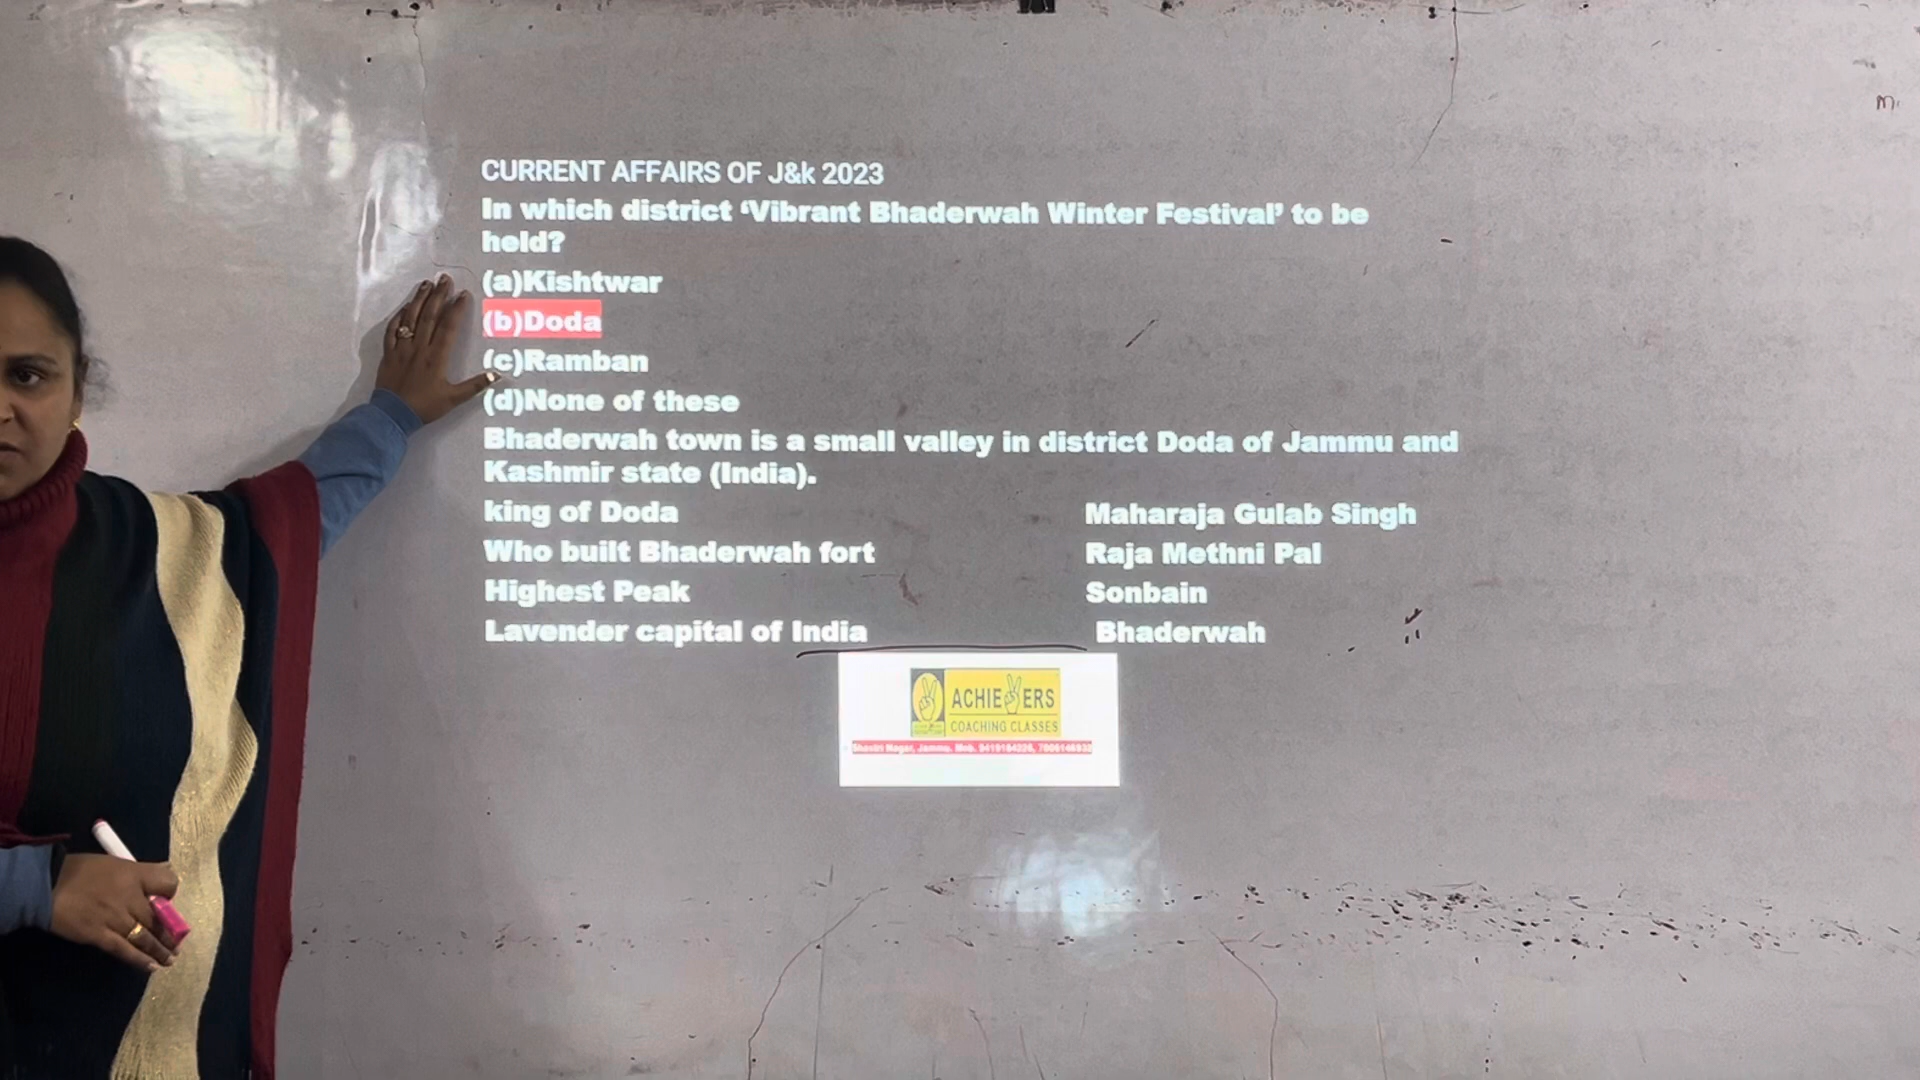 CURRENT AFFAIRS OF J&k 2023
In which district ‘Vibrant Bhaderwah Winter Festival’ to be
held?
(a)Kishtwar
(b)Doda
(c)Ramban
(d)None of these
Bhaderwah town is a small valley in district Doda of Jammu and
Kashmir state (India).
king of Doda Maharaja Gulab Singh
Who built Bhaderwah fort Raja Methni Pal
Highest Peak Sonbain
Lavender capital of India Bhaderwah
ACHIEVERS
COACHING CLASSES
Nagar, Jammu. Mob.